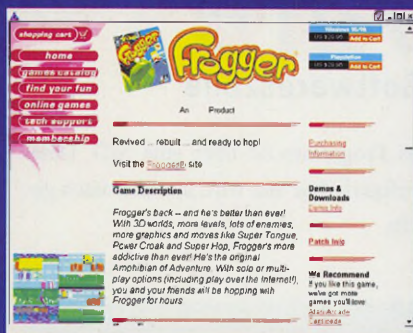 shopping cart
home
games catalog
find your fun
online games
tech support
membership
Frogger
Frogger
Windows 95/98
Add to Cart
Playstation
Add to Cart
An Product
Revived ... rebuilt ... and ready to hop!
Visit the Frogger® site
Game Description
Frogger's back -- and he's better than ever!
With 3D worlds, more levels, lots of enemies,
more graphics and moves like Super Tongue,
Power Croak and Super Hop, Frogger's more
addictive than ever! He's the original
Amphibian of Adventure. With solo or multi-
play options (including play over the Internet!),
you and your friends will be hopping with
Frogger for hours
Purchasing
Information
Demos &
Downloads
Demo Info
Patch Info
We Recommend
If you like this game,
we've got more
games you'll love
Atari Arcade
Centipede